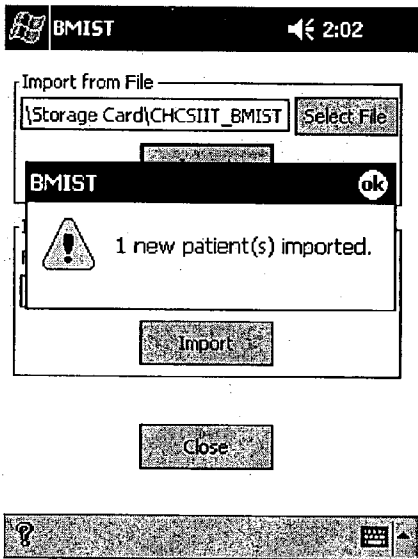 BMIST 2:02
Import from File
\Storage Card\CHCSIIT_BMIST Select File
BMIST ok
1 new patient(s) imported.
Import
Close